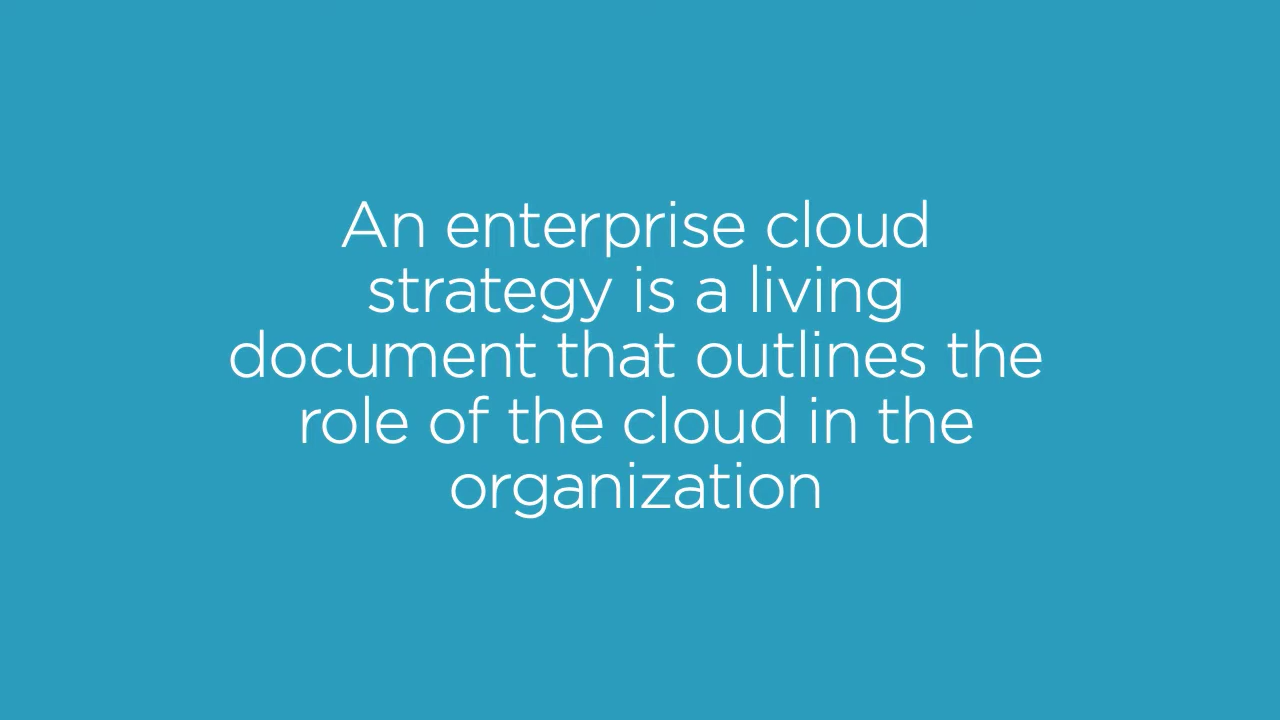 An enterprise cloud
strategy is a living
document that outlines the
role of the cloud in the
organization